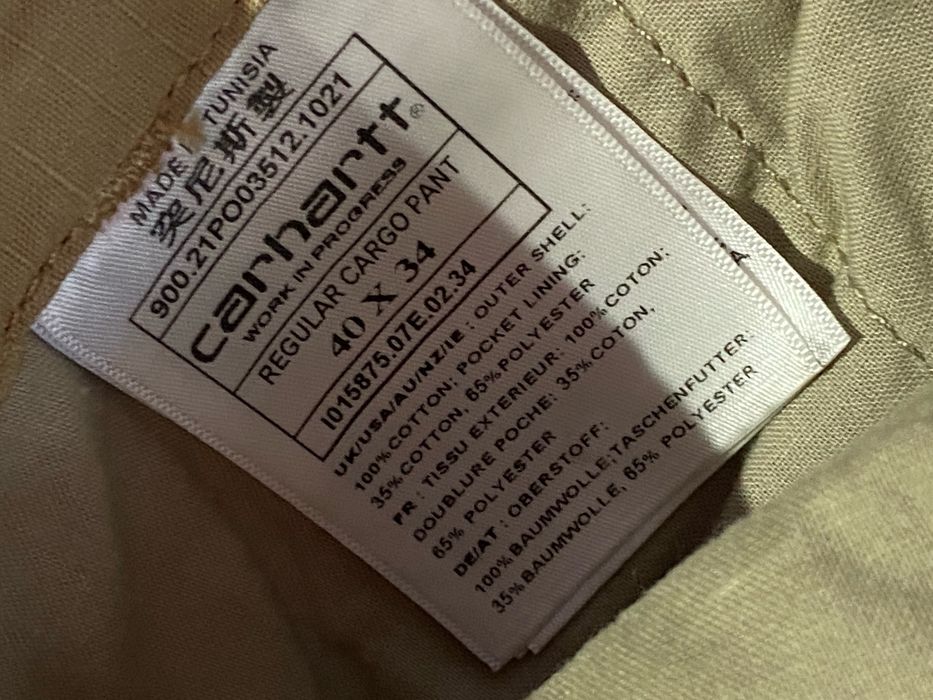 MADE IN TUNISIA
突尼斯製
900.21PO03512.1021
carhartt®
WORK IN PROGRESS
REGULAR CARGO PANT
40 X 34
I015875.07E.02.34
UK/USA/AU/NZ/IE : OUTER SHELL:
100% COTTON; POCKET LINING:
35%COTTON, 65% POLYESTER
FR : TISSU EXTERIEUR: 100% COTON;
DOUBLURE POCHE: 35% COTON,
65% POLYESTER
DE/AT : OBERSTOFF:
100% BAUMWOLLE;TASCHENFUTTER:
35% BAUMWOLLE, 65% POLYESTER